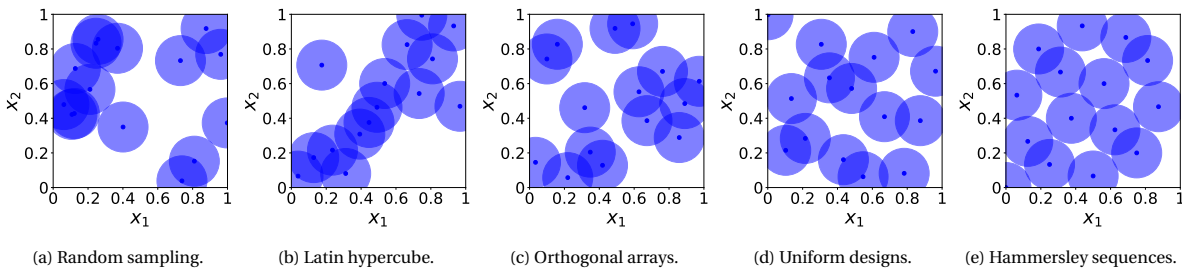 1
0.8
0.6
0.4
0.2
0
0 0.2 0.4 0.6 0.8 1
x1
x2
(a) Random sampling.
1
0.8
0.6
0.4
0.2
0
0 0.2 0.4 0.6 0.8 1
x1
x2
(b) Latin hypercube.
1
0.8
0.6
0.4
0.2
0
0 0.2 0.4 0.6 0.8 1
x1
x2
(c) Orthogonal arrays.
1
0.8
0.6
0.4
0.2
0
0 0.2 0.4 0.6 0.8 1
x1
x2
(d) Uniform designs.
1
0.8
0.6
0.4
0.2
0
0 0.2 0.4 0.6 0.8 1
x1
x2
(e) Hammersley sequences.